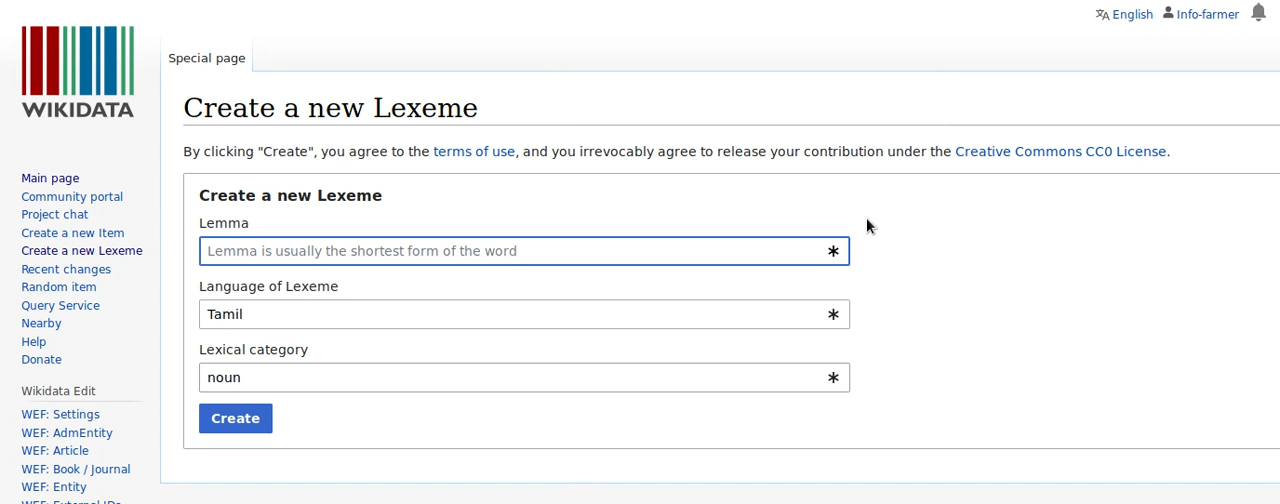 English Info-farmer
WIKIDATA
Special page
Create a new Lexeme
By clicking "Create", you agree to the terms of use, and you irrevocably agree to release your contribution under the Creative Commons CC0 License.
Main page
Community portal
Project chat
Create a new Item
Create a new Lexeme
Recent changes
Random item
Query Service
Nearby
Help
Donate
Wikidata Edit
WEF: Settings
WEF: AdmEntity
WEF: Article
WEF: Book / Journal
WEF: Entity
WEF: External IDs
Create a new Lexeme
Lemma
Lemma is usually the shortest form of the word *
Language of Lexeme
Tamil *
Lexical category
noun *
Create